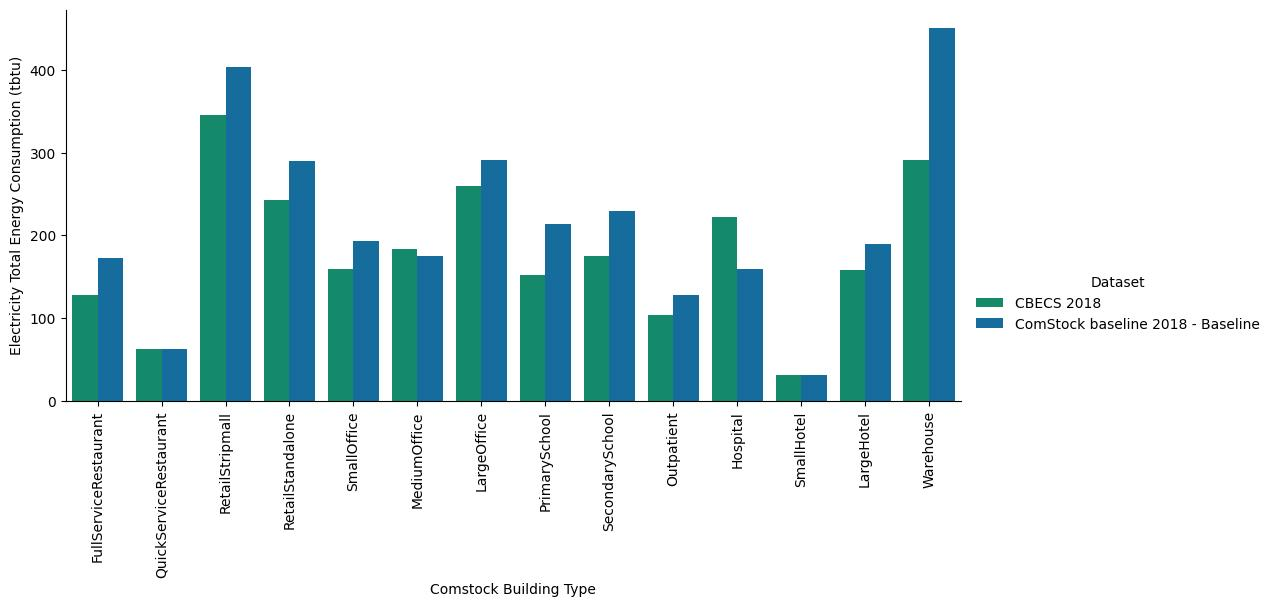 Electricity Total Energy Consumption (tbtu)
400
300
200
100
0
FullServiceRestaurant
QuickServiceRestaurant
RetailStripmall
RetailStandalone
SmallOffice
MediumOffice
LargeOffice
PrimarySchool
SecondarySchool
Outpatient
Hospital
SmallHotel
LargeHotel
Warehouse
Comstock Building Type
Dataset
CBECS 2018
ComStock baseline 2018 - Baseline